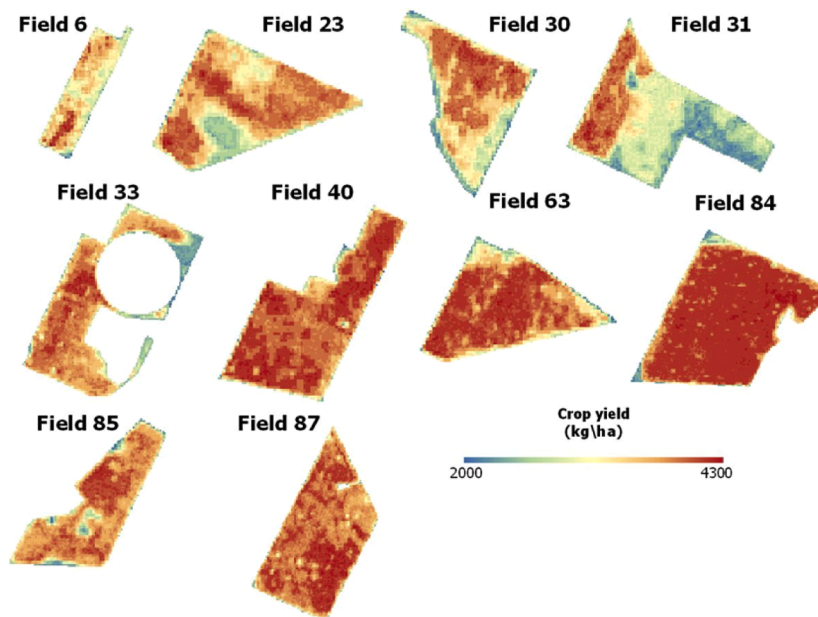 Field 6
Field 23
Field 30
Field 31
Field 33
Field 40
Field 63
Field 84
Field 85
Field 87
Crop yield
(kg\ha)
2000
4300